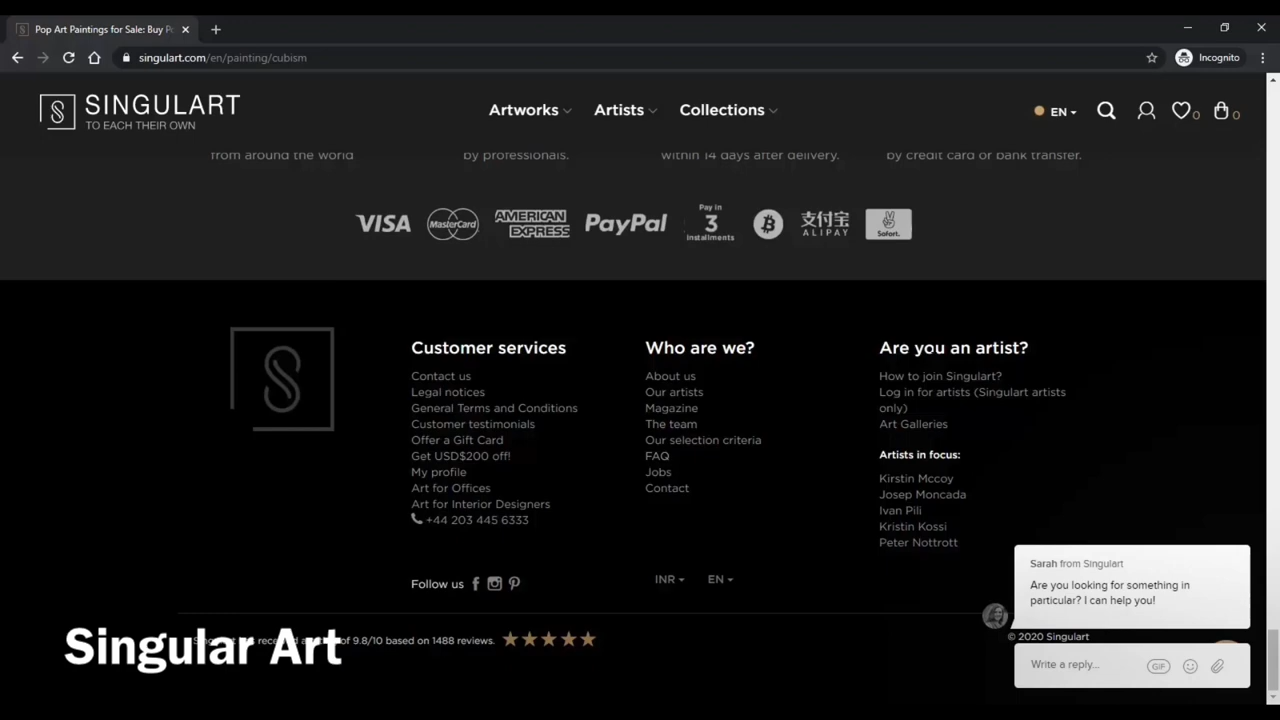 Pop Art Paintings for Sale: Buy P
singulart.com/en/painting/cubism
Incognito
SINGULART
TO EACH THEIR OWN
Artworks
Artists
Collections
EN
0
0
from around the world
by professionals.
within 14 days after delivery.
by credit card or bank transfer.
VISA
MasterCard
AMERICAN EXPRESS
PayPal
Pay in
3
Installments
支付宝
ALIPAY
Sofort.
Customer services
Contact us
Legal notices
General Terms and Conditions
Customer testimonials
Offer a Gift Card
Get USD$200 off!
My profile
Art for Offices
Art for Interior Designers
+44 203 445 6333
Who are we?
About us
Our artists
Magazine
The team
Our selection criteria
FAQ
Jobs
Contact
Are you an artist?
How to join Singulart?
Log in for artists (Singulart artists
only)
Art Galleries
Artists in focus:
Kirstin Mccoy
Josep Moncada
Ivan Pili
Kristin Kossi
Peter Nottrott
Follow us
INR
EN
of 9.8/10 based on 1488 reviews.
Singular Art
Sarah from Singulart
Are you looking for something in
particular? I can help you!
© 2020 Singulart
Write a reply...
GIF